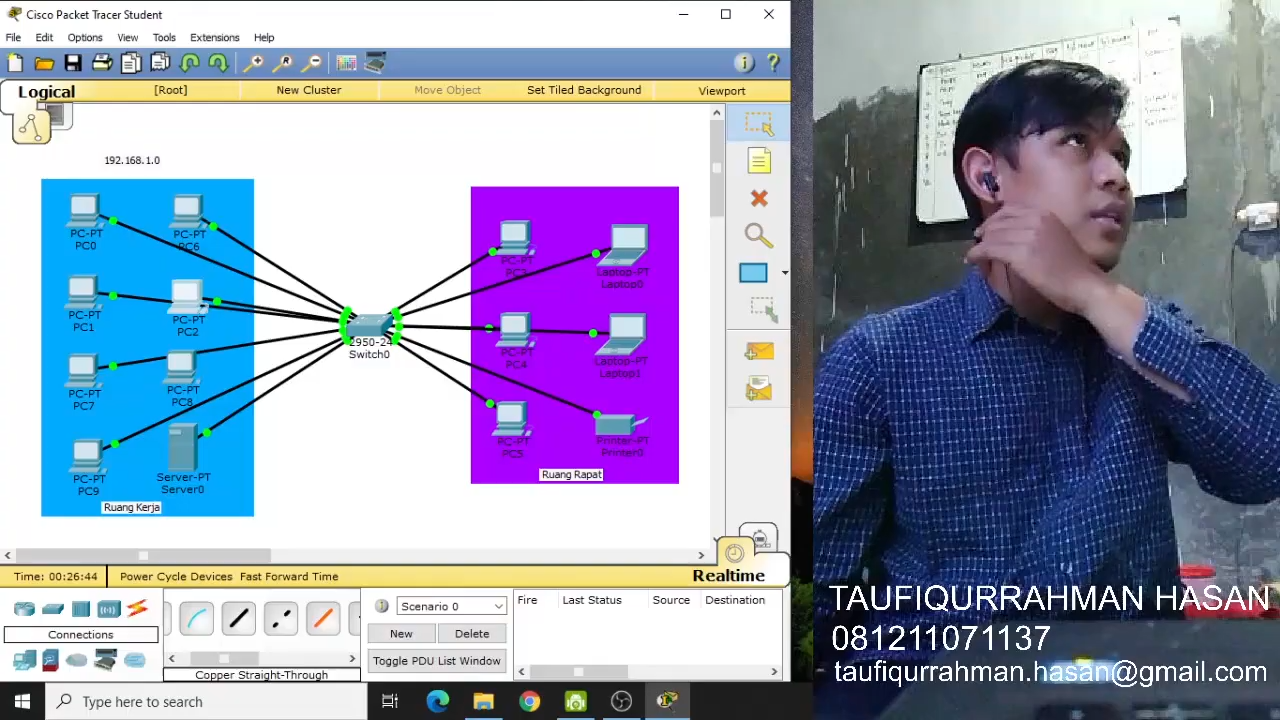 Cisco Packet Tracer Student
File Edit Options View Tools Extensions Help
Logical [Root] New Cluster Move Object Set Tiled Background Viewport
192.168.1.0
PC-PT
PC0
PC-PT
PC6
PC-PT
PC1
PC-PT
PC2
PC-PT
PC7
PC-PT
PC8
PC-PT
PC9
Server-PT
Server0
Ruang Kerja
2950-24
Switch0
PC-PT
Laptop-PT
Laptop0
PC-PT
PC4
Laptop-PT
Laptop1
PC-PT
PC5
Printer-PT
Printer0
Ruang Rapat
Time: 00:26:44 Power Cycle Devices Fast Forward Time
Realtime
Connections
Copper Straight-Through
Scenario 0
New Delete
Toggle PDU List Window
Fire Last Status Source Destination
Type here to search
TAUFIQURRAHMAN HASAN
081211071137
taufiqurrahman.hasan@gmail.com